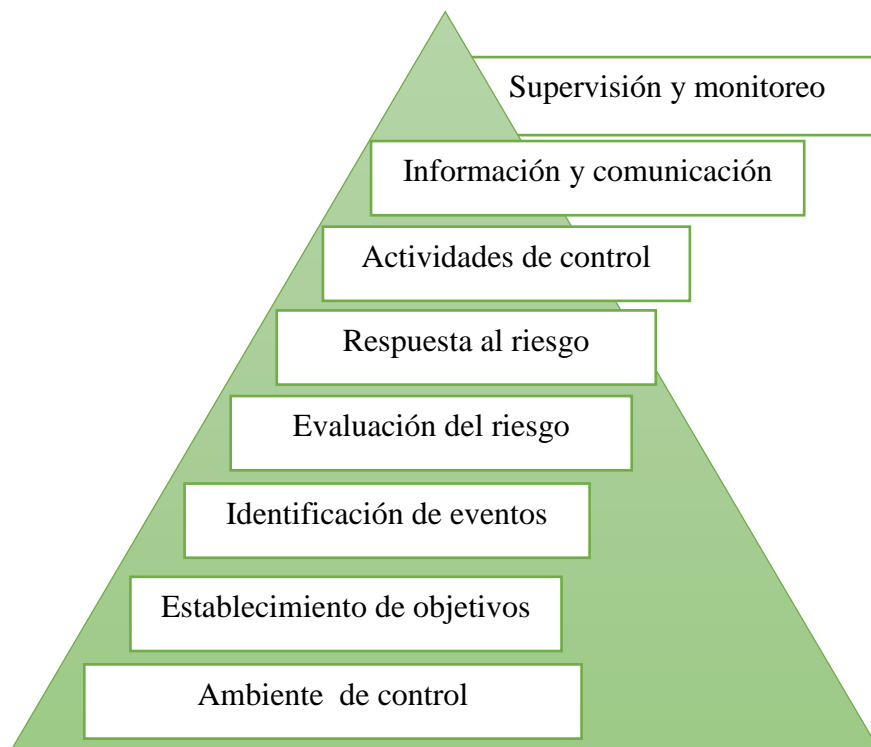 Supervisión y monitoreo
Información y comunicación
Actividades de control
Respuesta al riesgo
Evaluación del riesgo
Identificación de eventos
Establecimiento de objetivos
Ambiente  de control